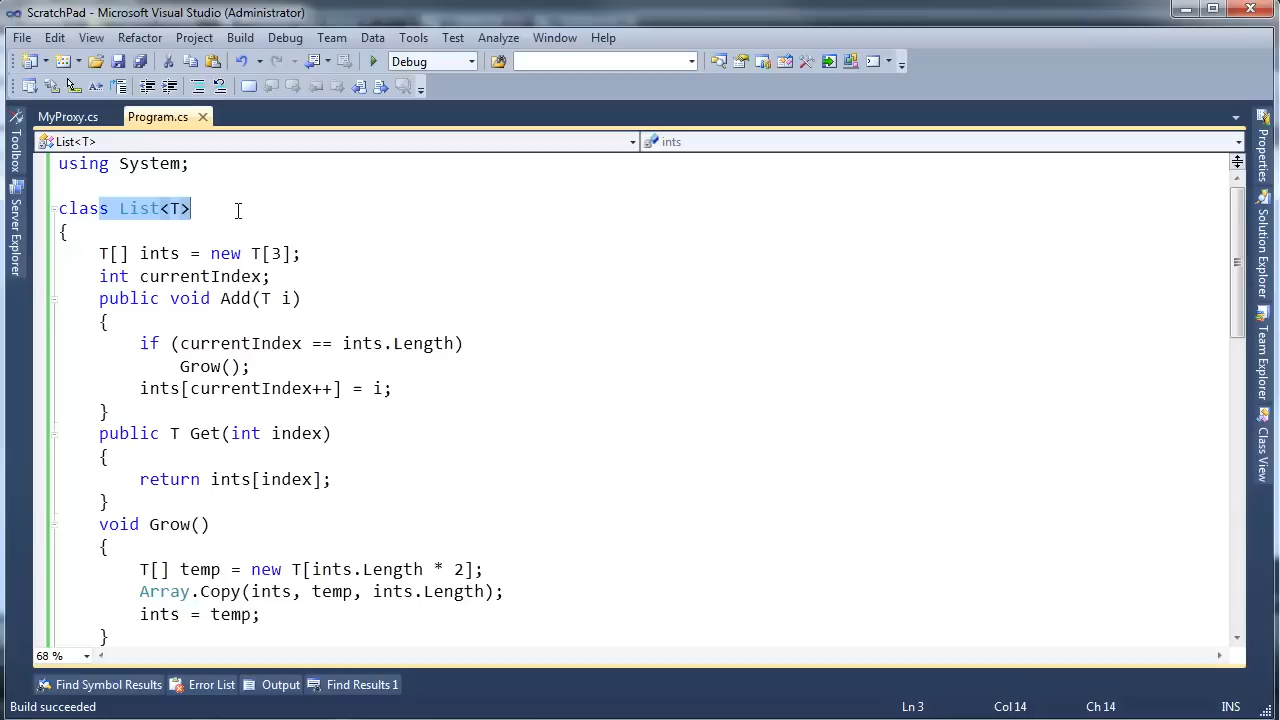 ScratchPad - Microsoft Visual Studio (Administrator)
File Edit View Refactor Project Build Debug Team Data Tools Test Analyze Window Help
Debug
MyProxy.cs Program.cs
List<T> ints
using System;
class List<T>
{
    T[] ints = new T[3];
    int currentIndex;
    public void Add(T i)
    {
        if (currentIndex == ints.Length)
            Grow();
        ints[currentIndex++] = i;
    }
    public T Get(int index)
    {
        return ints[index];
    }
    void Grow()
    {
        T[] temp = new T[ints.Length * 2];
        Array.Copy(ints, temp, ints.Length);
        ints = temp;
    }
Toolbox
Server Explorer
Properties
Solution Explorer
Team Explorer
Class View
68 %
Find Symbol Results Error List Output Find Results 1
Build succeeded Ln 3 Col 14 Ch 14 INS